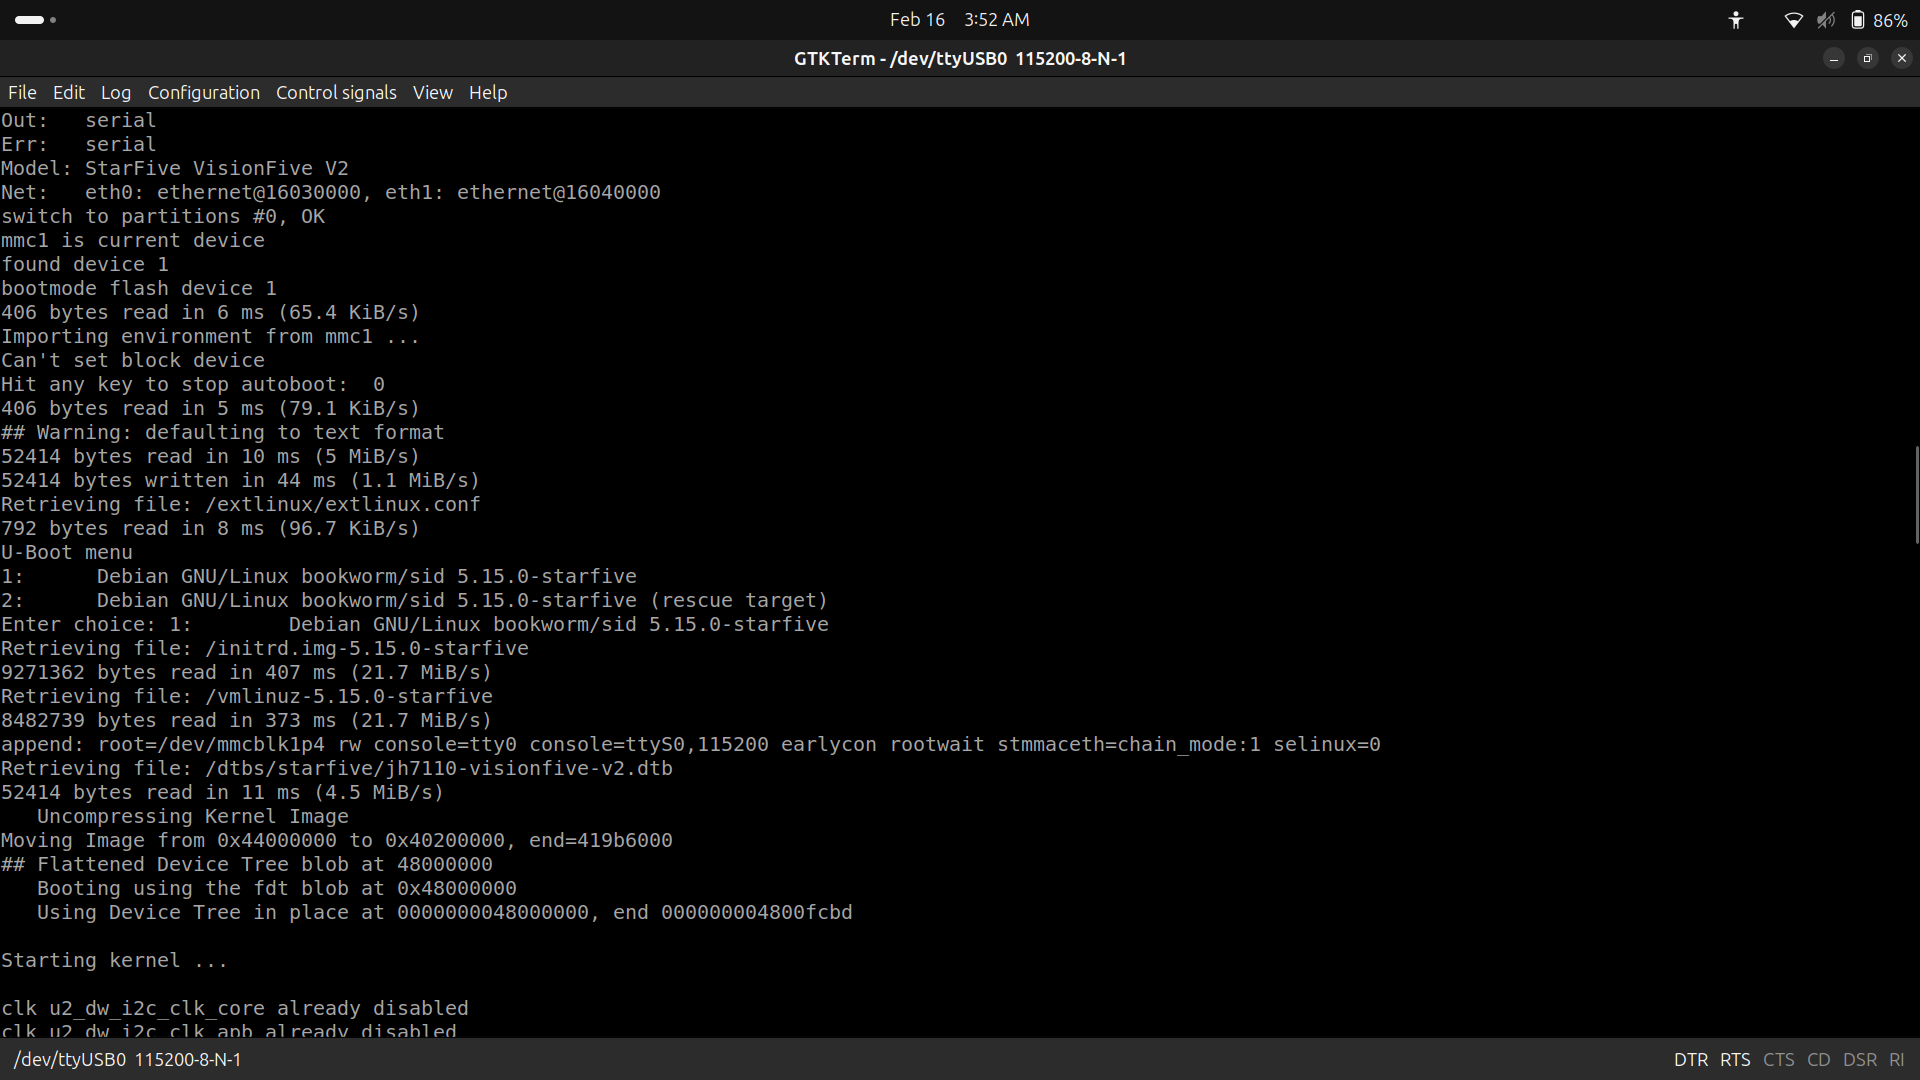 Feb 16 3:52 AM
86%
GTKTerm - /dev/ttyUSB0 115200-8-N-1
File Edit Log Configuration Control signals View Help
Out:   serial
Err:   serial
Model: StarFive VisionFive V2
Net:   eth0: ethernet@16030000, eth1: ethernet@16040000
switch to partitions #0, OK
mmc1 is current device
found device 1
bootmode flash device 1
406 bytes read in 6 ms (65.4 KiB/s)
Importing environment from mmc1 ...
Can't set block device
Hit any key to stop autoboot:  0
406 bytes read in 5 ms (79.1 KiB/s)
## Warning: defaulting to text format
52414 bytes read in 10 ms (5 MiB/s)
52414 bytes written in 44 ms (1.1 MiB/s)
Retrieving file: /extlinux/extlinux.conf
792 bytes read in 8 ms (96.7 KiB/s)
U-Boot menu
1:      Debian GNU/Linux bookworm/sid 5.15.0-starfive
2:      Debian GNU/Linux bookworm/sid 5.15.0-starfive (rescue target)
Enter choice: 1:        Debian GNU/Linux bookworm/sid 5.15.0-starfive
Retrieving file: /initrd.img-5.15.0-starfive
9271362 bytes read in 407 ms (21.7 MiB/s)
Retrieving file: /vmlinuz-5.15.0-starfive
8482739 bytes read in 373 ms (21.7 MiB/s)
append: root=/dev/mmcblk1p4 rw console=tty0 console=ttyS0,115200 earlycon rootwait stmmaceth=chain_mode:1 selinux=0
Retrieving file: /dtbs/starfive/jh7110-visionfive-v2.dtb
52414 bytes read in 11 ms (4.5 MiB/s)
   Uncompressing Kernel Image
Moving Image from 0x44000000 to 0x40200000, end=419b6000
## Flattened Device Tree blob at 48000000
   Booting using the fdt blob at 0x48000000
   Using Device Tree in place at 0000000048000000, end 000000004800fcbd
Starting kernel ...
clk u2_dw_i2c_clk_core already disabled
clk u2_dw_i2c_clk_apb already disabled
/dev/ttyUSB0 115200-8-N-1
DTR RTS CTS CD DSR RI